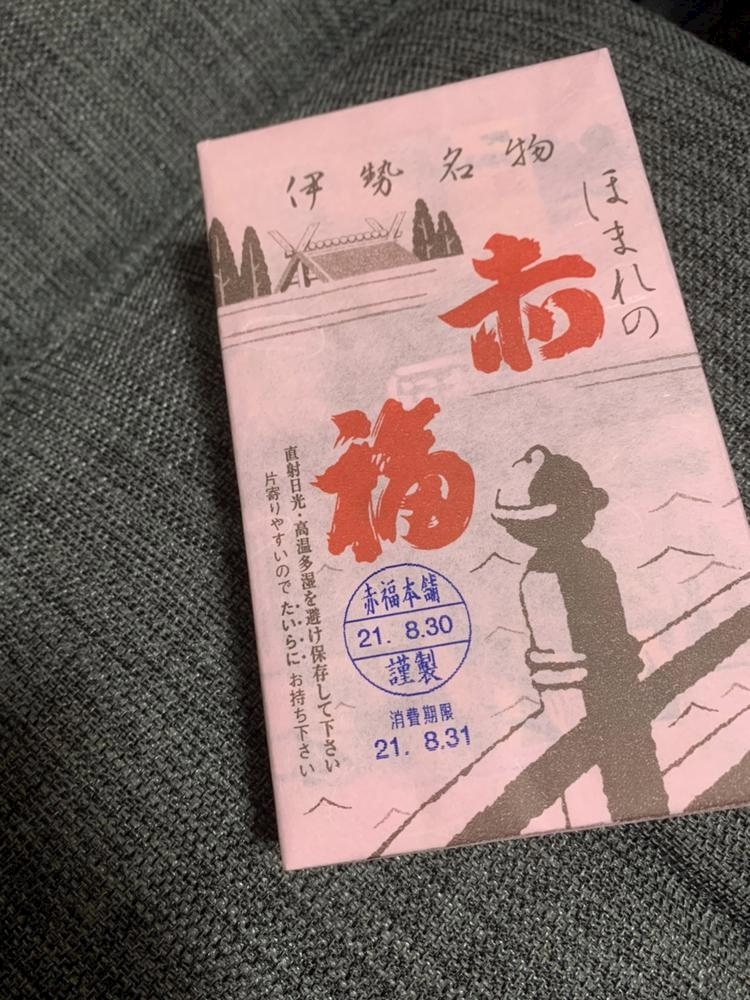 伊勢名物
ほまれの
赤福
直射日光・高温多湿を避け保存して下さい
片寄りやすいので たいらに お持ち下さい
赤福本舗
21. 8.30
謹製
消費期限
21. 8.31